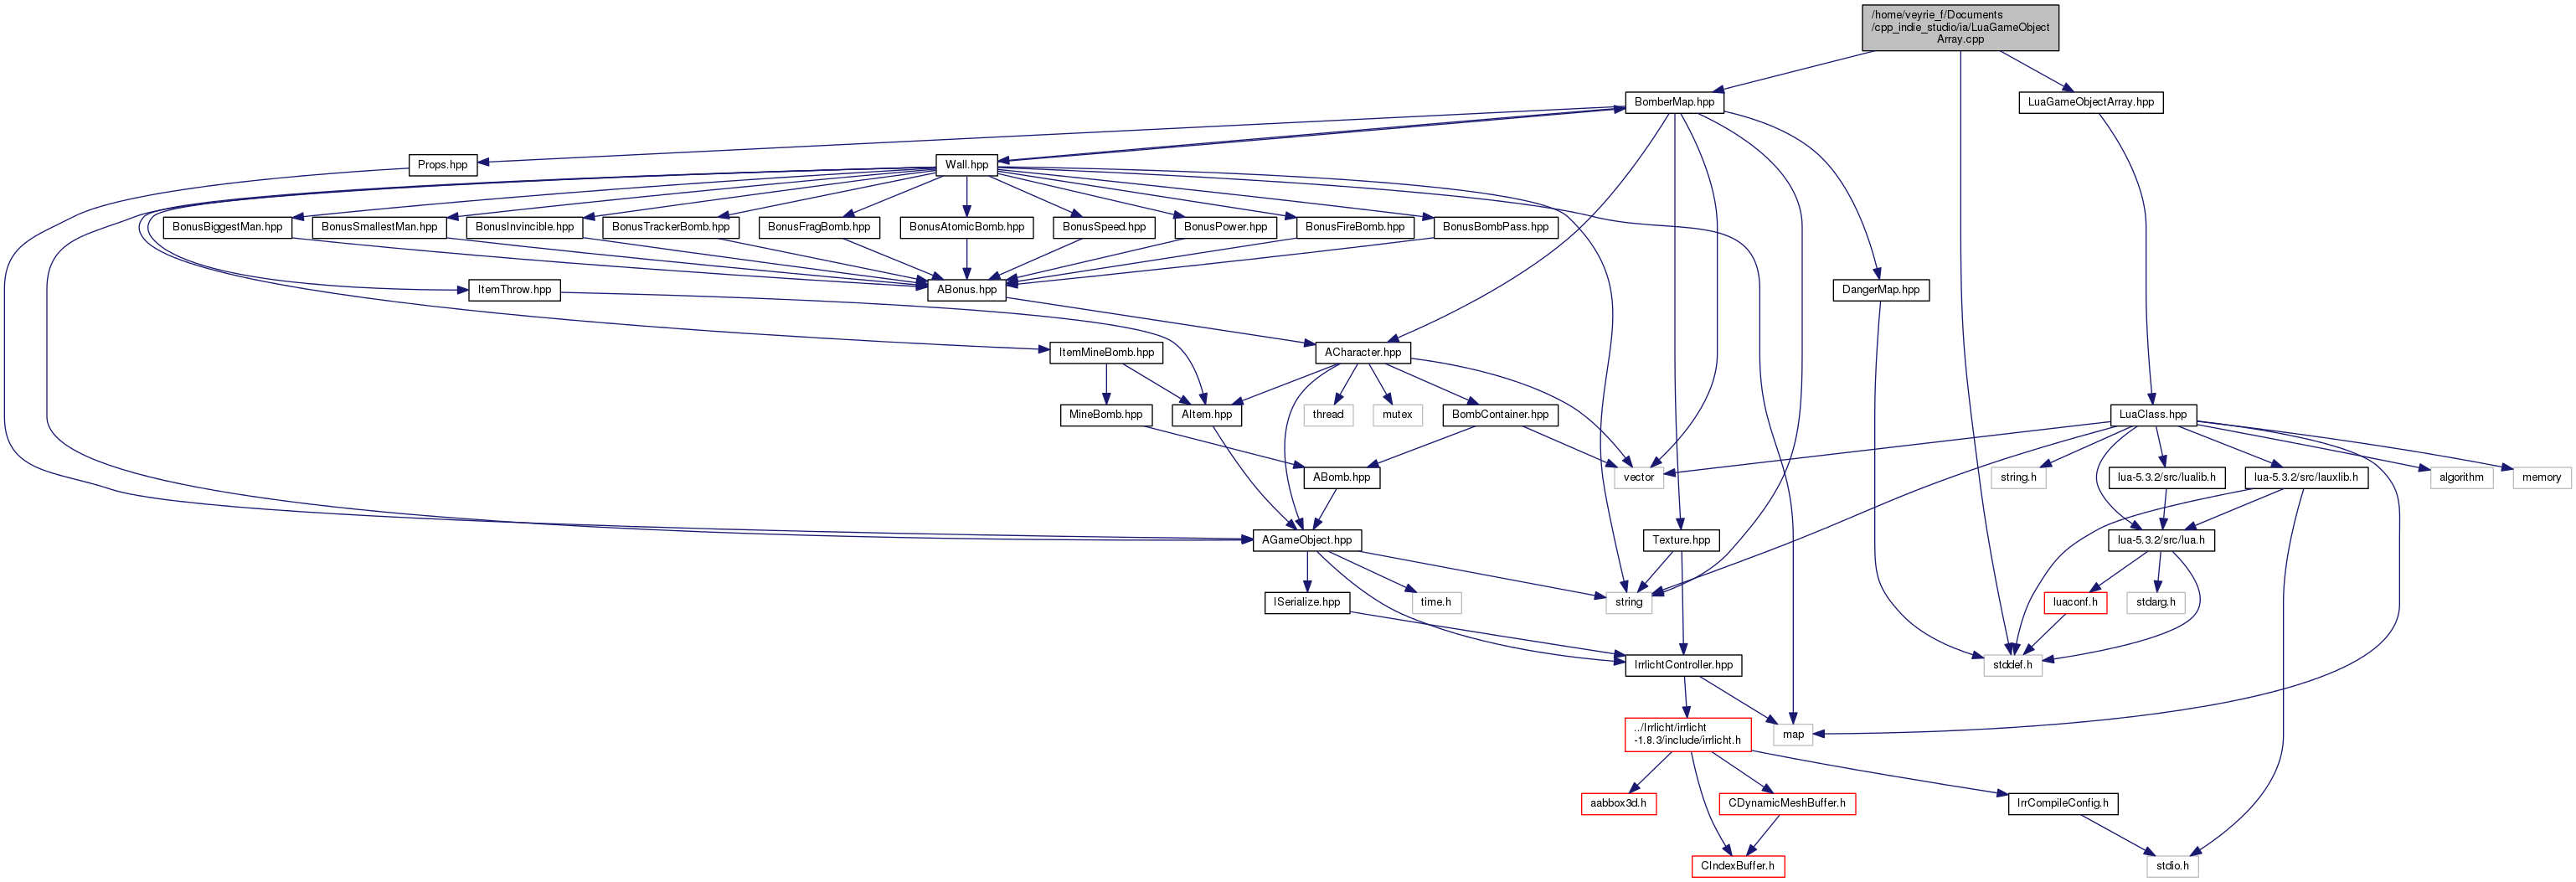 /home/veyrie_f/Documents
/cpp_indie_studio/ia/LuaGameObject
Array.cpp
BomberMap.hpp
LuaGameObjectArray.hpp
Props.hpp
Wall.hpp
BonusBiggestMan.hpp
BonusSmallestMan.hpp
BonusInvincible.hpp
BonusTrackerBomb.hpp
BonusFragBomb.hpp
BonusAtomicBomb.hpp
BonusSpeed.hpp
BonusPower.hpp
BonusFireBomb.hpp
BonusBombPass.hpp
ItemThrow.hpp
ABonus.hpp
DangerMap.hpp
ItemMineBomb.hpp
ACharacter.hpp
MineBomb.hpp
AItem.hpp
thread
mutex
BombContainer.hpp
LuaClass.hpp
ABomb.hpp
vector
string.h
lua-5.3.2/src/lualib.h
lua-5.3.2/src/lauxlib.h
algorithm
memory
AGameObject.hpp
Texture.hpp
lua-5.3.2/src/lua.h
ISerialize.hpp
time.h
string
luaconf.h
stdarg.h
IrrlichtController.hpp
stddef.h
../Irrlicht/irrlicht
-1.8.3/include/irrlicht.h
map
aabbox3d.h
CDynamicMeshBuffer.h
IrrCompileConfig.h
CIndexBuffer.h
stdio.h